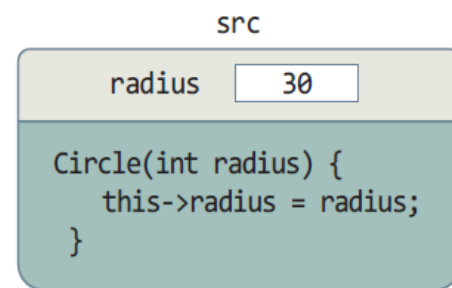 src
radius 30
Circle(int radius) {
this->radius = radius;
}